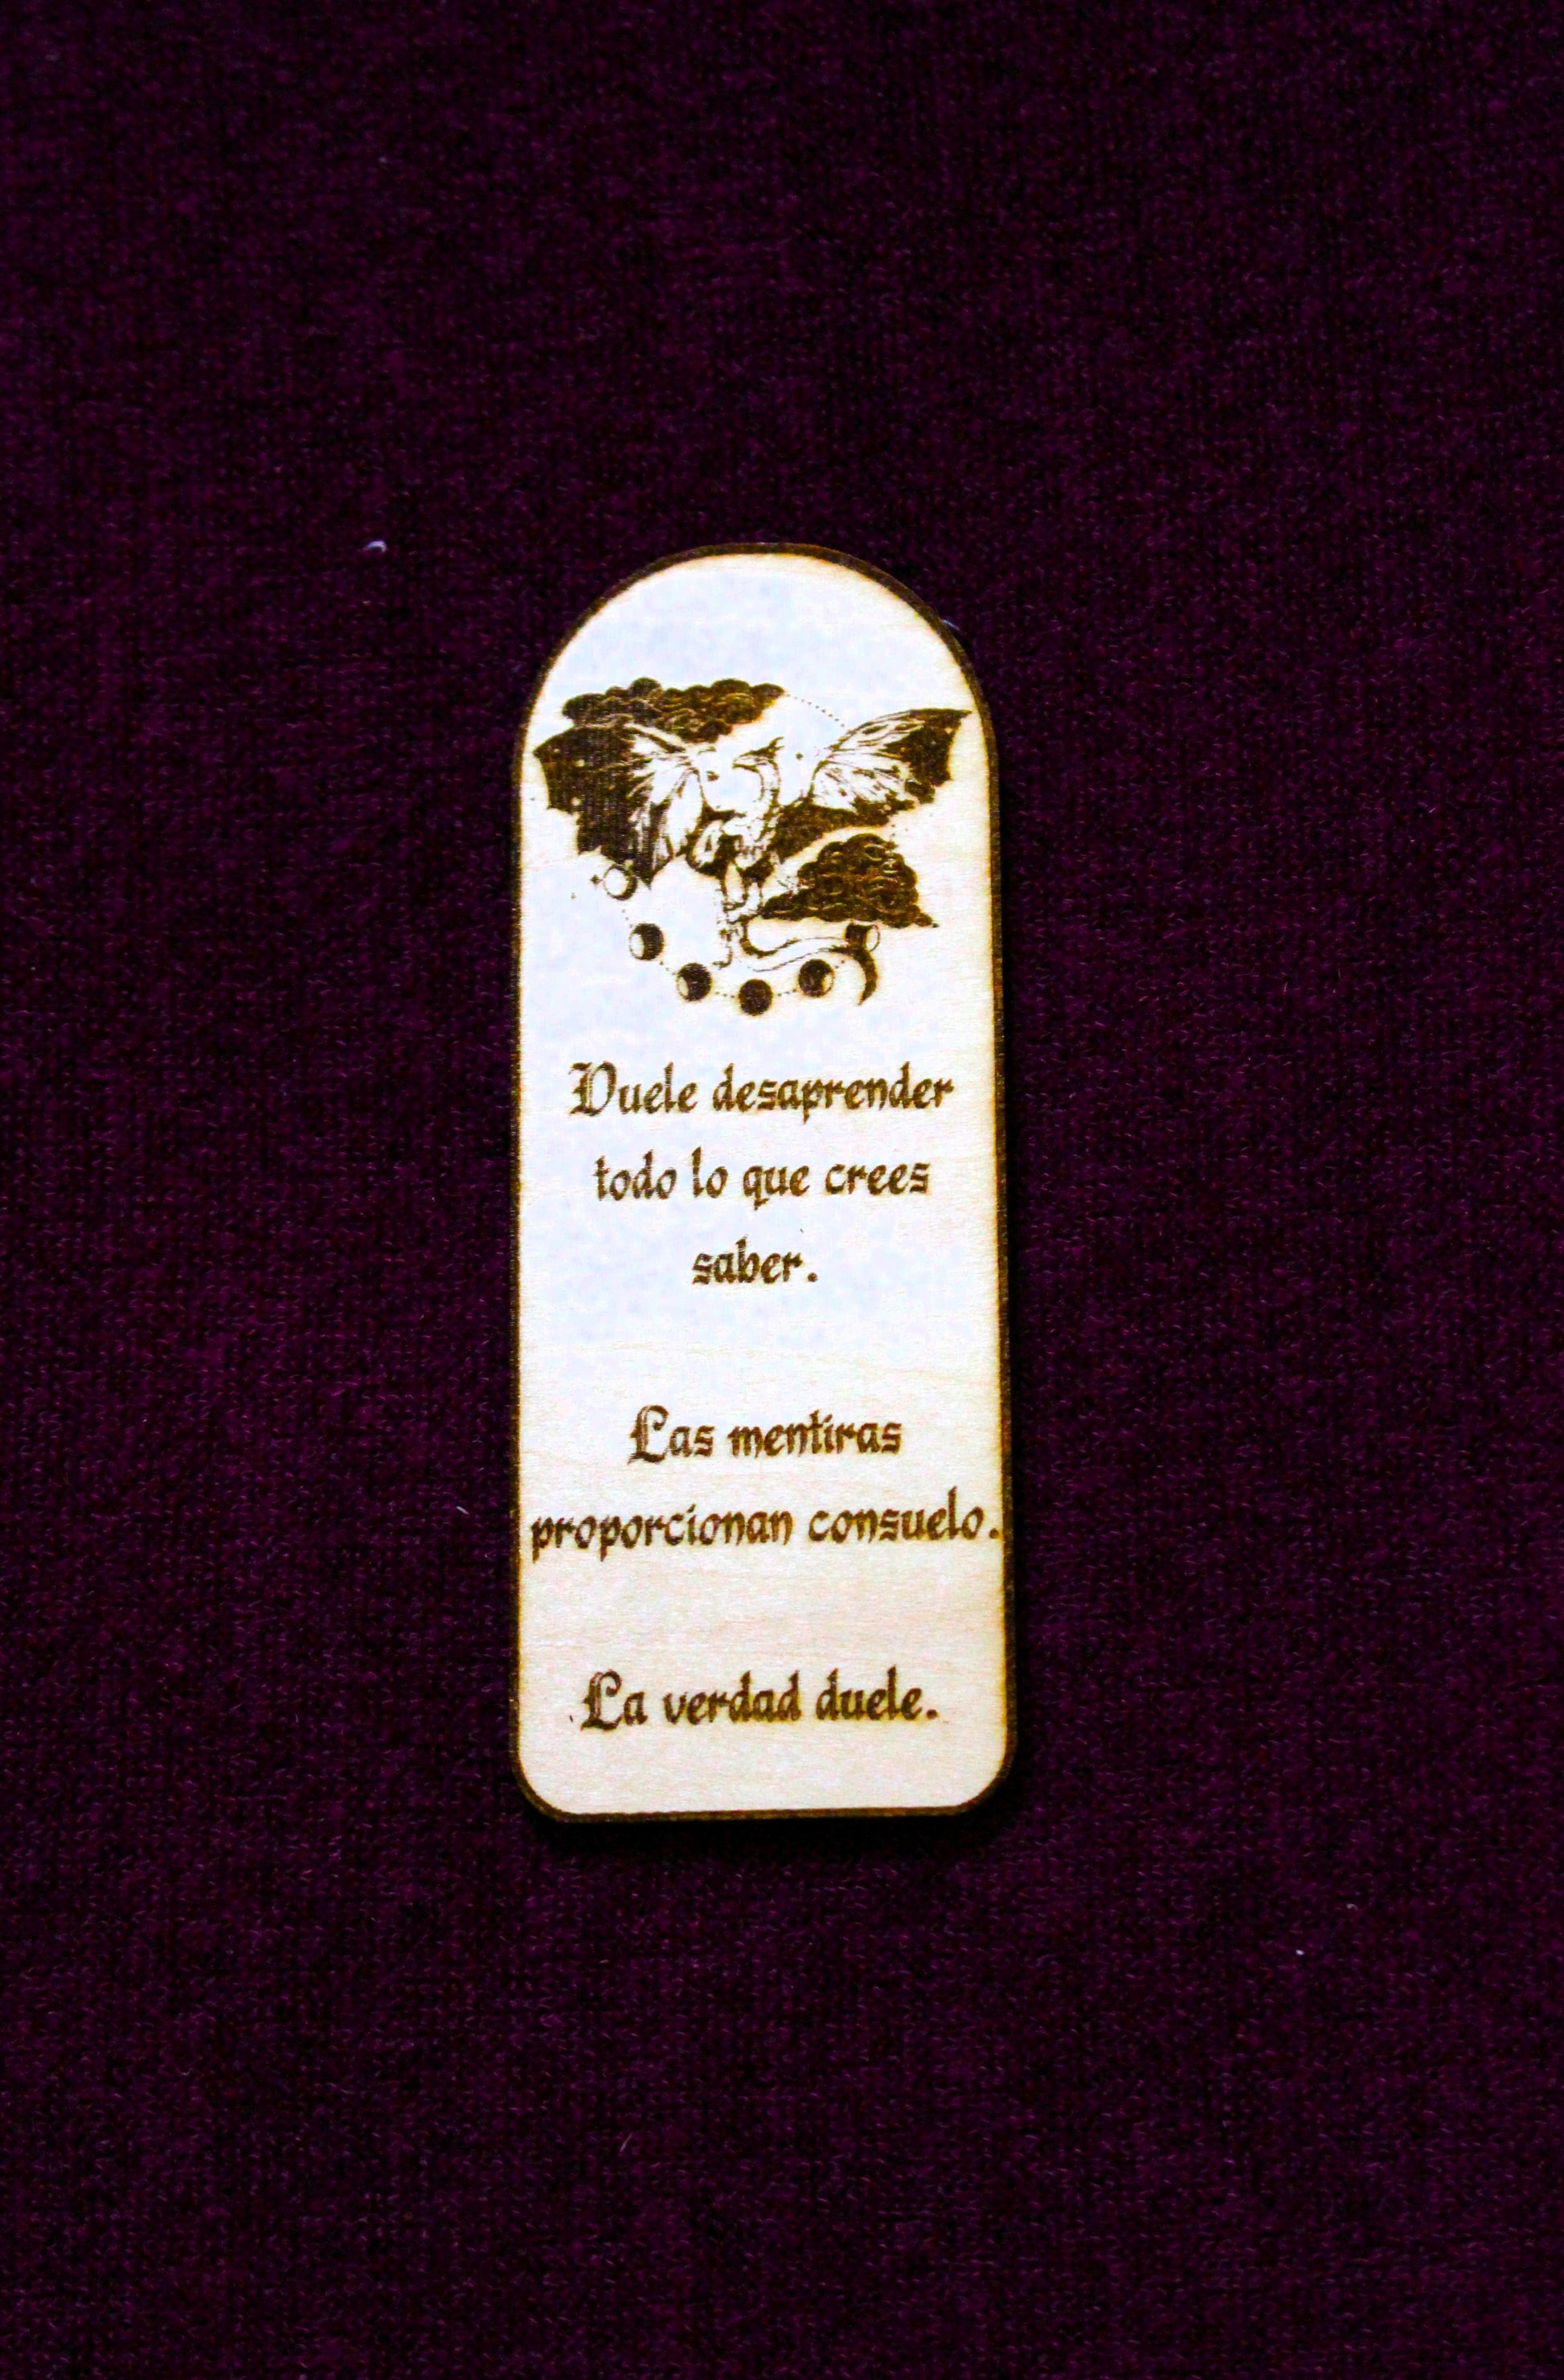 Duele desaprender
todo lo que crees
saber.
Las mentiras
proporcionan consuelo.
La verdad duele.